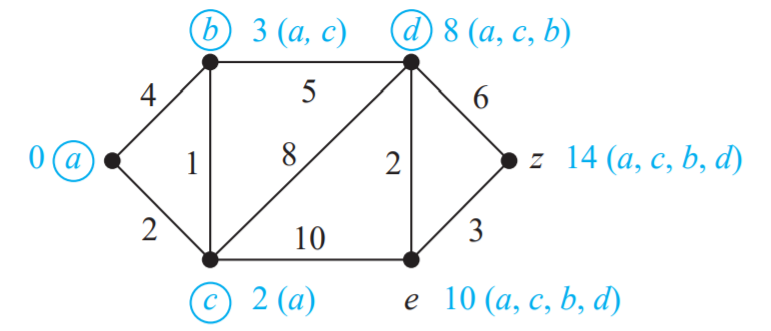 b 3 (a, c) d 8 (a, c, b)
4 5 6
0 a 1 8 2 z 14 (a, c, b, d)
2 10 3
c 2 (a) e 10 (a, c, b, d)